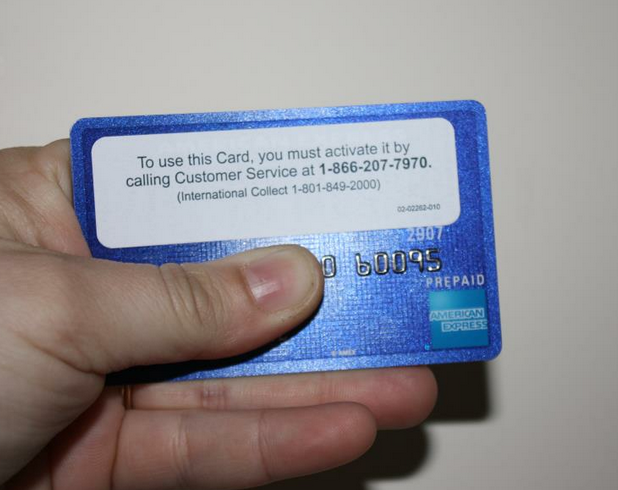 To use this Card, you must activate it by
calling Customer Service at 1-866-207-7970.
(International Collect 1-801-849-2000)
02-02262-010
2907
0 60095
PREPAID
AMERICAN
EXPRESS
© AMEX